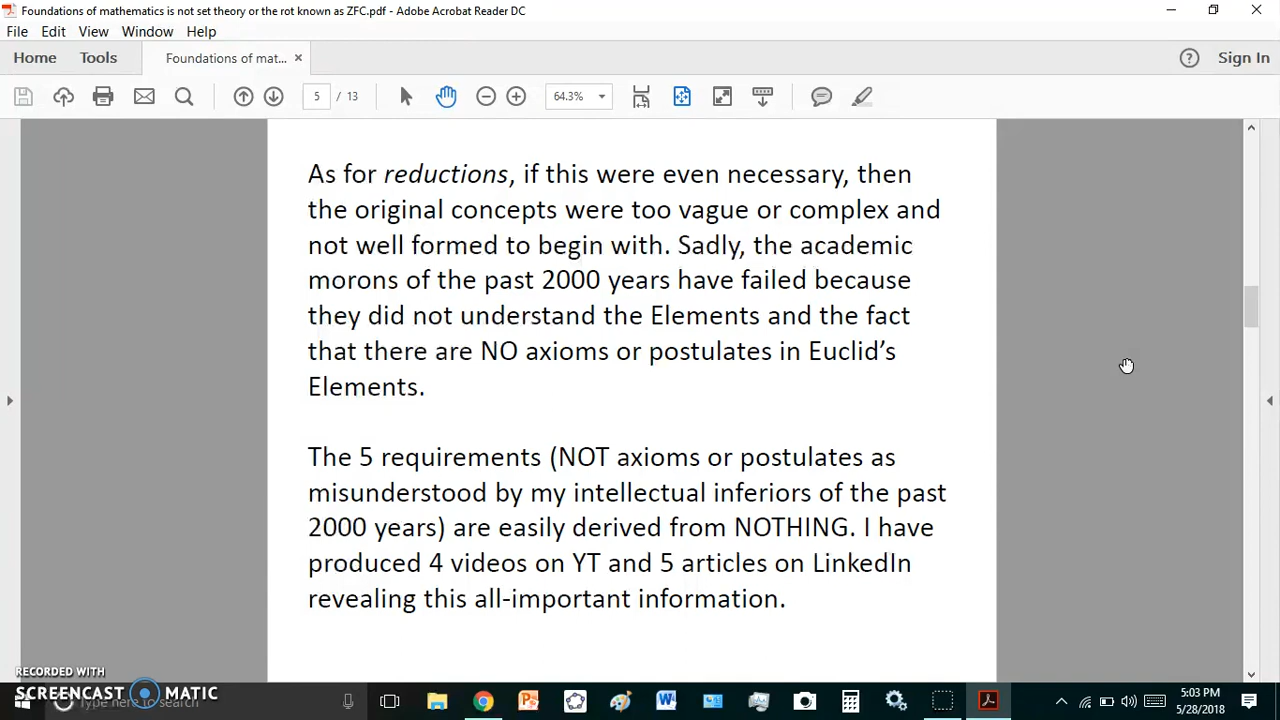 Foundations of mathematics is not set theory or the rot known as ZFC.pdf - Adobe Acrobat Reader DC
File Edit View Window Help
Home Tools Foundations of mat... × Sign In
5 / 13 64.3%
As for reductions, if this were even necessary, then
the original concepts were too vague or complex and
not well formed to begin with. Sadly, the academic
morons of the past 2000 years have failed because
they did not understand the Elements and the fact
that there are NO axioms or postulates in Euclid’s
Elements.
The 5 requirements (NOT axioms or postulates as
misunderstood by my intellectual inferiors of the past
2000 years) are easily derived from NOTHING. I have
produced 4 videos on YT and 5 articles on LinkedIn
revealing this all-important information.
RECORDED WITH
SCREENCAST MATIC
Type here to search
5:03 PM
5/28/2018